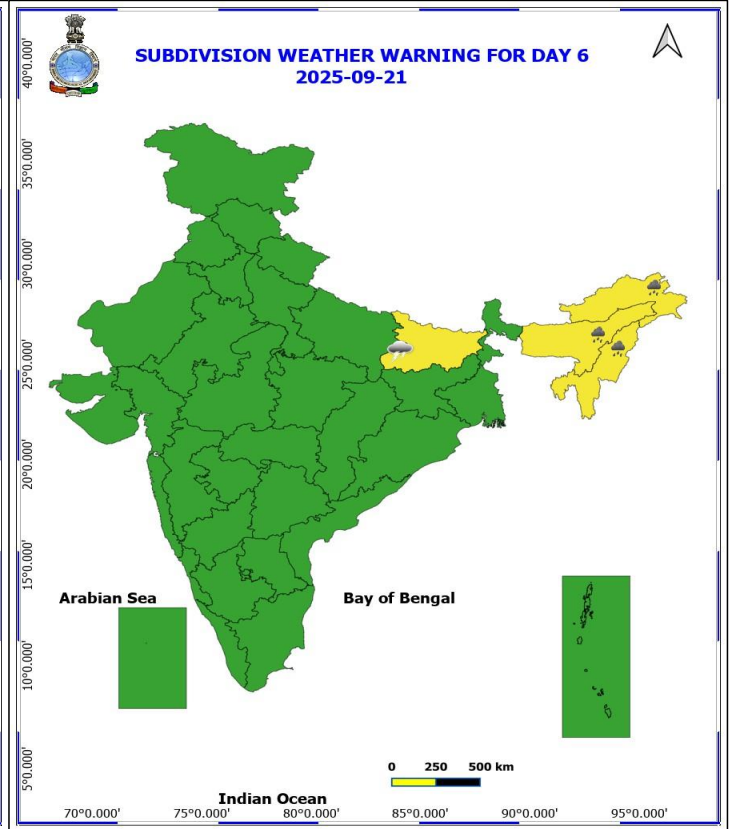 SUBDIVISION WEATHER WARNING FOR DAY 6
2025-09-21
40°0.000'
35°0.000'
30°0.000'
25°0.000'
20°0.000'
15°0.000'
10°0.000'
5°0.000'
Arabian Sea
Bay of Bengal
0 250 500 km
Indian Ocean
70°0.000' 75°0.000' 80°0.000' 85°0.000' 90°0.000' 95°0.000'